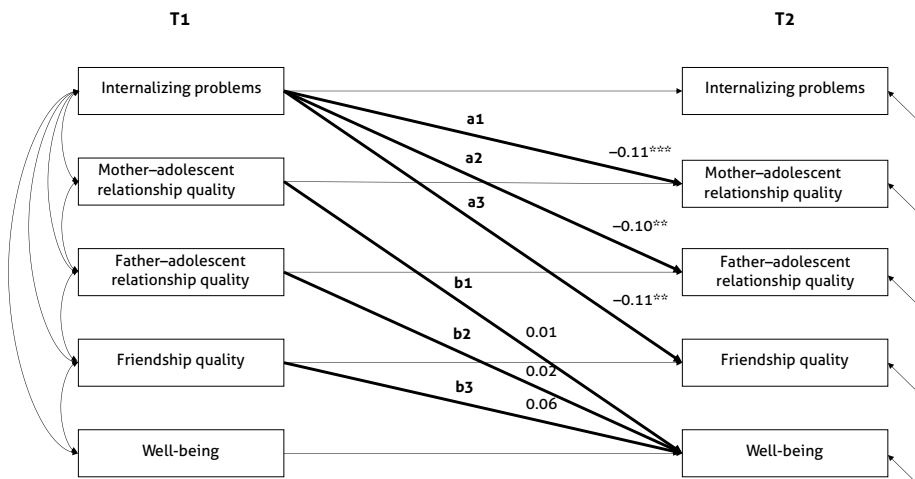 T1
T2
Internalizing problems
Internalizing problems
a1
–0.11***
a2
Mother–adolescent
relationship quality
Mother–adolescent
relationship quality
a3
–0.10**
Father–adolescent
relationship quality
Father–adolescent
relationship quality
b1
–0.11**
b2
0.01
Friendship quality
Friendship quality
0.02
b3
0.06
Well-being
Well-being